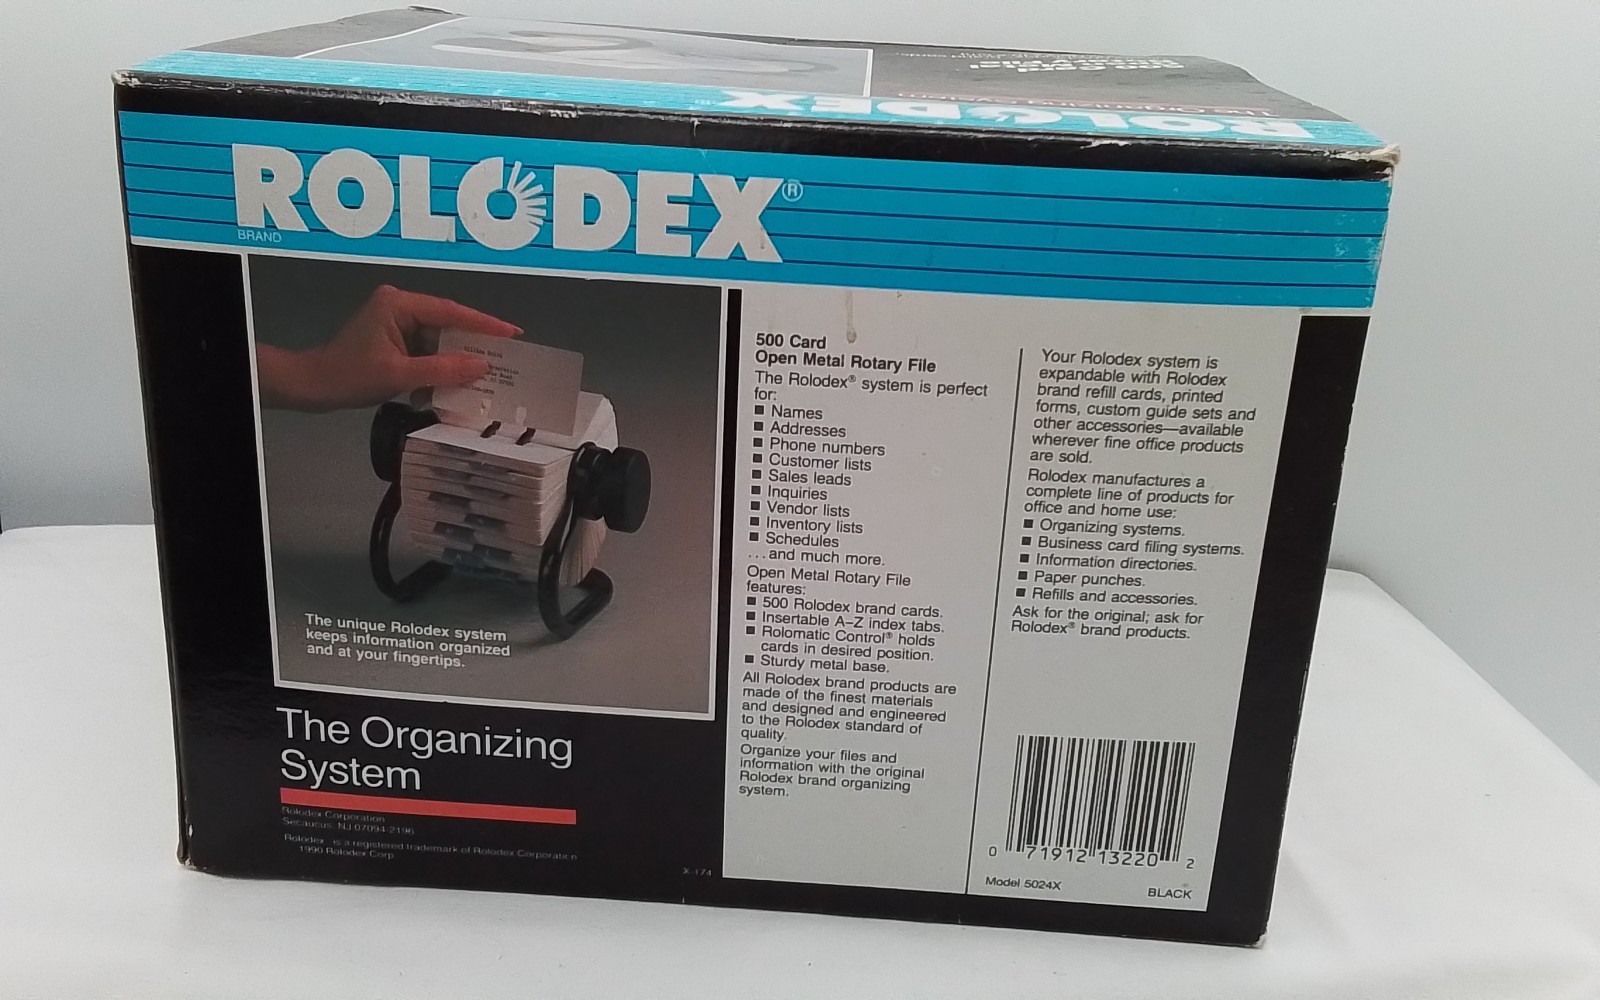 ROLODEX
500 Card
Rotary File
The Organizing System
ROLODEX®
BRAND
The unique Rolodex system
keeps information organized
and at your fingertips.
The Organizing
System
Rolodex Corporation
Secaucus, NJ 07094-2196
Rolodex is a registered trademark of Rolodex Corporation
1990 Rolodex Corp.
X-174
500 Card
Open Metal Rotary File
The Rolodex® system is perfect
for:
■ Names
■ Addresses
■ Phone numbers
■ Customer lists
■ Sales leads
■ Inquiries
■ Vendor lists
■ Inventory lists
■ Schedules
...and much more.
Open Metal Rotary File
features:
■ 500 Rolodex brand cards.
■ Insertable A–Z index tabs.
■ Rolomatic Control® holds
cards in desired position.
■ Sturdy metal base.
All Rolodex brand products are
made of the finest materials
and designed and engineered
to the Rolodex standard of
quality.
Organize your files and
information with the original
Rolodex brand organizing
system.
Your Rolodex system is
expandable with Rolodex
brand refill cards, printed
forms, custom guide sets and
other accessories—available
wherever fine office products
are sold.
Rolodex manufactures a
complete line of products for
office and home use:
■ Organizing systems.
■ Business card filing systems.
■ Information directories.
■ Paper punches.
■ Refills and accessories.
Ask for the original; ask for
Rolodex® brand products.
0 71912 13220 2
Model 5024X
BLACK